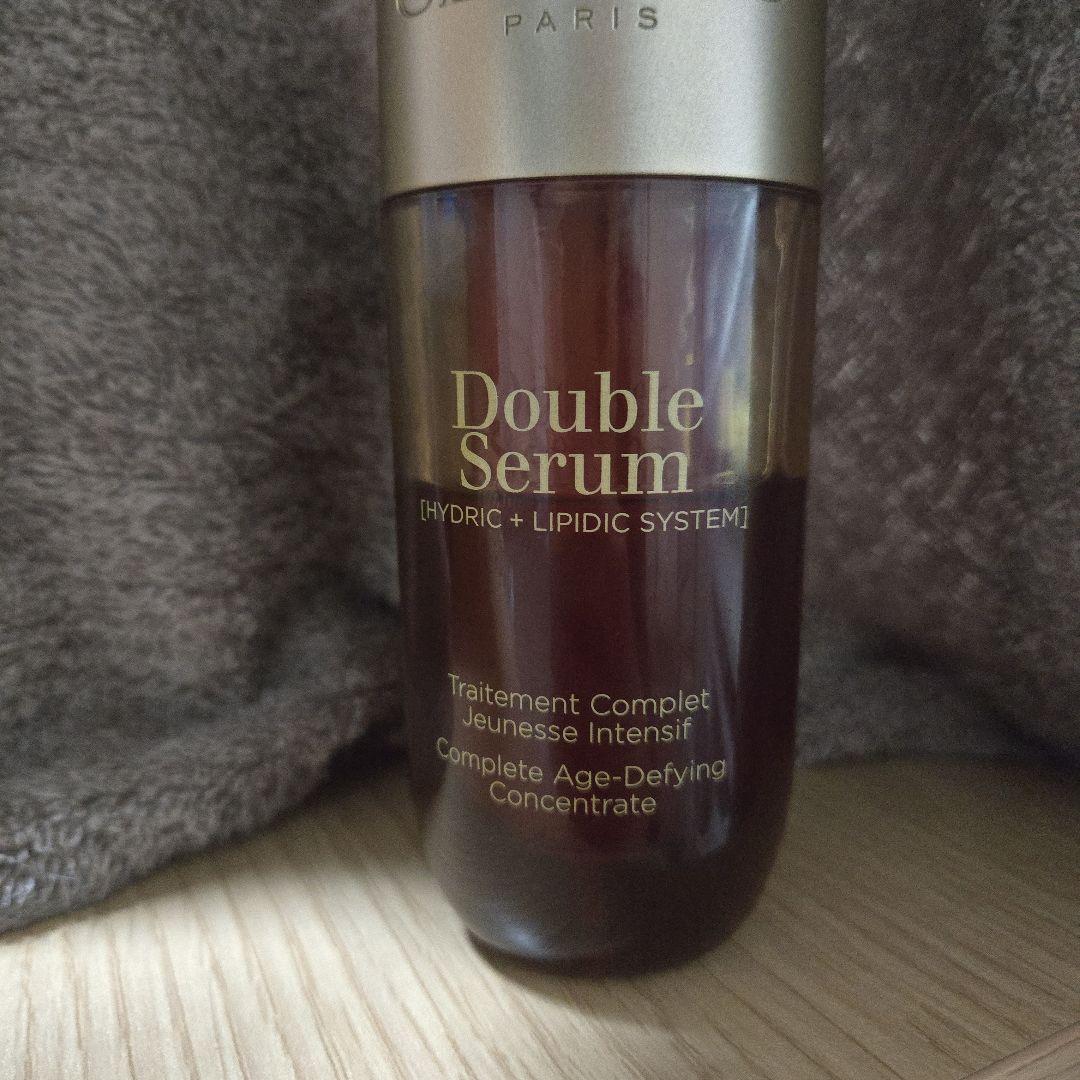 PARIS
Double
Serum
[HYDRIC + LIPIDIC SYSTEM]
Traitement Complet
Jeunesse Intensif
Complete Age-Defying
Concentrate